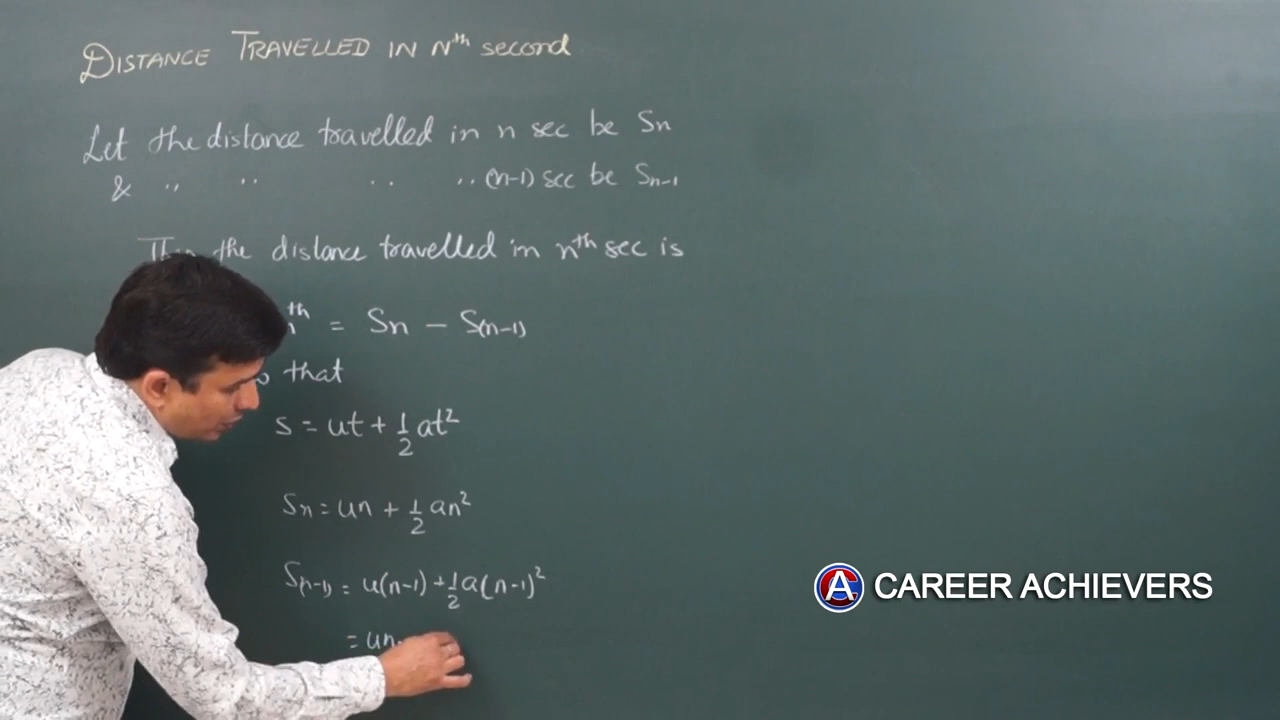 DISTANCE TRAVELLED IN Nth second
Let the distance travelled in n sec be Sn
& " " " " (n-1) sec be Sn-1
the distance travelled in nth sec is
th = Sn - S(n-1)
that
s = ut + 1/2 at²
Sn = un + 1/2 an²
S(n-1) = u(n-1) + 1/2 a(n-1)²
= un
CAREER ACHIEVERS